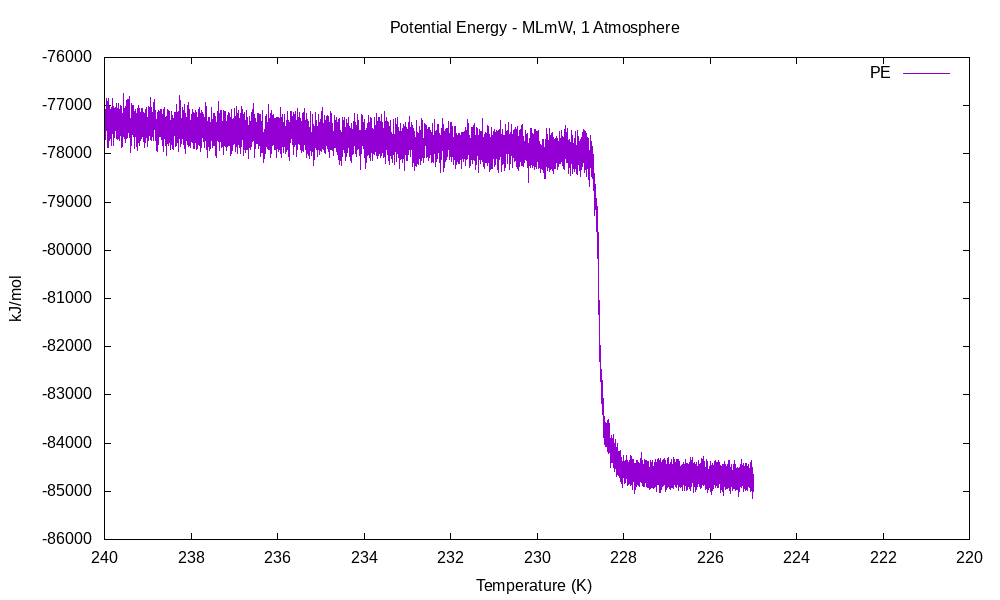 Potential Energy - MLmW, 1 Atmosphere
PE
kJ/mol
-76000
-77000
-78000
-79000
-80000
-81000
-82000
-83000
-84000
-85000
-86000
240 238 236 234 232 230 228 226 224 222 220
Temperature (K)